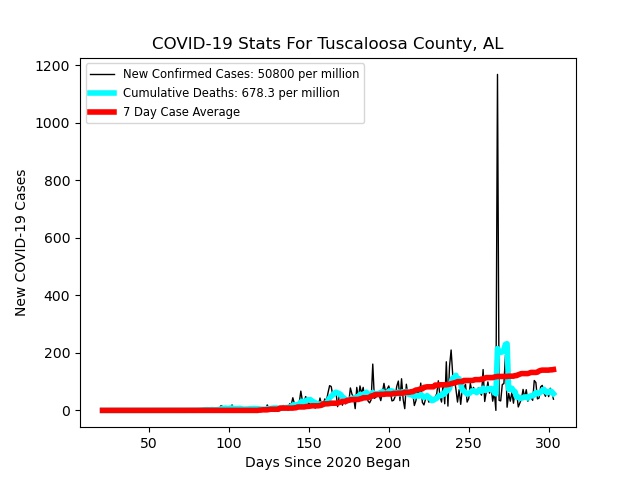 COVID-19 Stats For Tuscaloosa County, AL
New Confirmed Cases: 50800 per million
Cumulative Deaths: 678.3 per million
7 Day Case Average
New COVID-19 Cases
1200
1000
800
600
400
200
0
50 100 150 200 250 300
Days Since 2020 Began